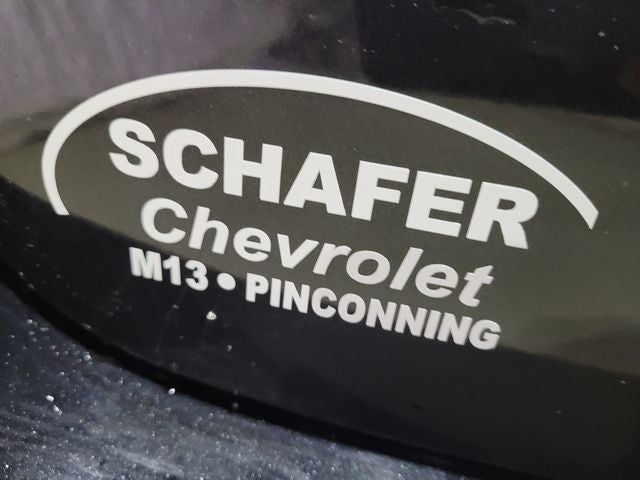 SCHAFER
Chevrolet
M13 • PINCONNING